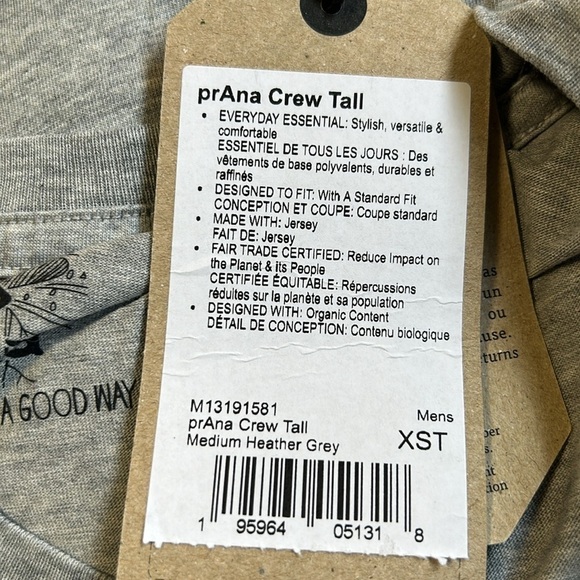 prAna Crew Tall
• EVERYDAY ESSENTIAL: Stylish, versatile &
comfortable
ESSENTIEL DE TOUS LES JOURS : Des
vêtements de base polyvalents, durables et
raffinés
• DESIGNED TO FIT: With A Standard Fit
CONCEPTION ET COUPE: Coupe standard
• MADE WITH: Jersey
FAIT DE: Jersey
• FAIR TRADE CERTIFIED: Reduce Impact on
the Planet & its People
CERTIFIÉE ÉQUITABLE: Répercussions
réduites sur la planète et sa population
• DESIGNED WITH: Organic Content
DÉTAIL DE CONCEPTION: Contenu biologique
M13191581
prAna Crew Tall
Medium Heather Grey
Mens
XST
1 95964 05131 8
A GOOD WAY
un
ou